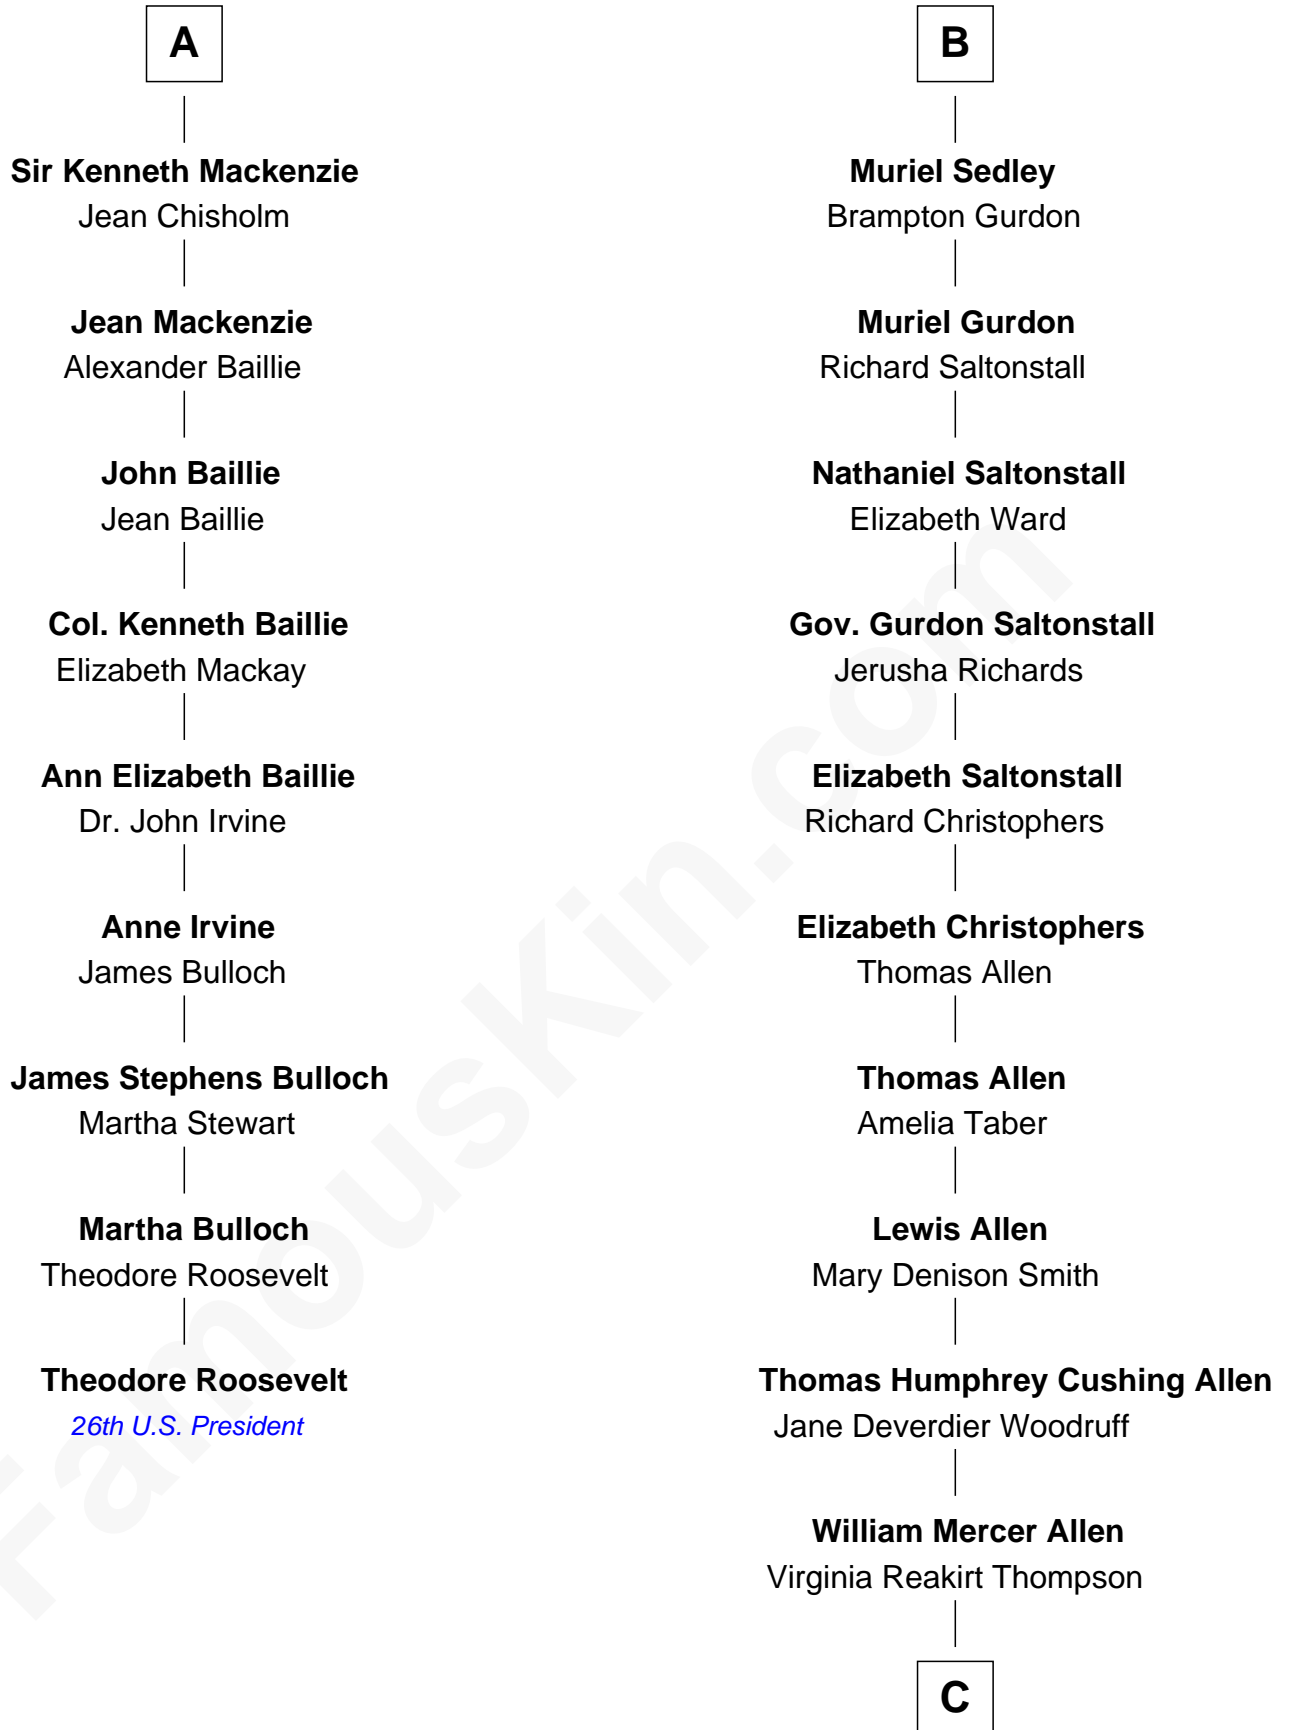 A
Sir Kenneth Mackenzie
Jean Chisholm
Jean Mackenzie
Alexander Baillie
John Baillie
Jean Baillie
Col. Kenneth Baillie
Elizabeth Mackay
Ann Elizabeth Baillie
Dr. John Irvine
Anne Irvine
James Bulloch
James Stephens Bulloch
Martha Stewart
Martha Bulloch
Theodore Roosevelt
Theodore Roosevelt
26th U.S. President
B
Muriel Sedley
Brampton Gurdon
Muriel Gurdon
Richard Saltonstall
Nathaniel Saltonstall
Elizabeth Ward
Gov. Gurdon Saltonstall
Jerusha Richards
Elizabeth Saltonstall
Richard Christophers
Elizabeth Christophers
Thomas Allen
Thomas Allen
Amelia Taber
Lewis Allen
Mary Denison Smith
Thomas Humphrey Cushing Allen
Jane Deverdier Woodruff
William Mercer Allen
Virginia Reakirt Thompson
C
FamousKin.com